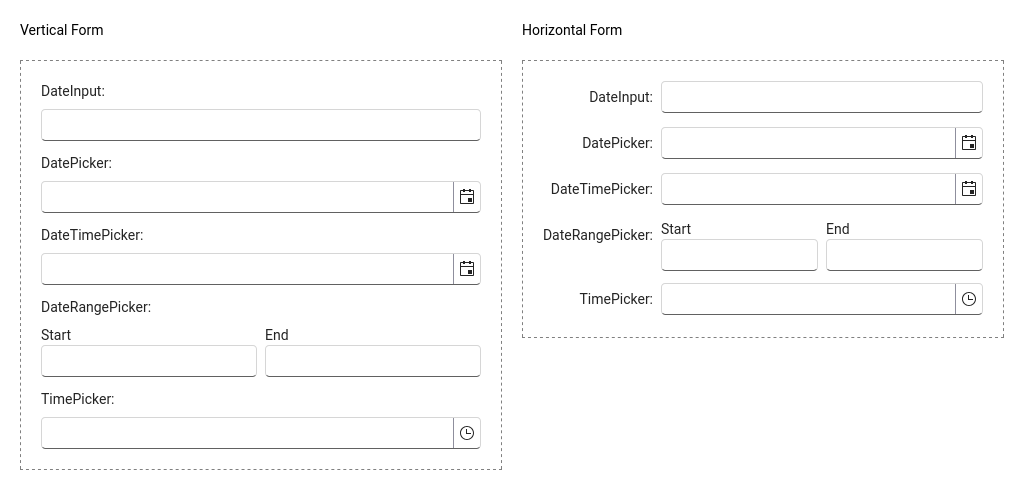 Vertical Form
DateInput:
DatePicker:
DateTimePicker:
DateRangePicker:
Start End
TimePicker:
Horizontal Form
DateInput:
DatePicker:
DateTimePicker:
DateRangePicker: Start End
TimePicker: